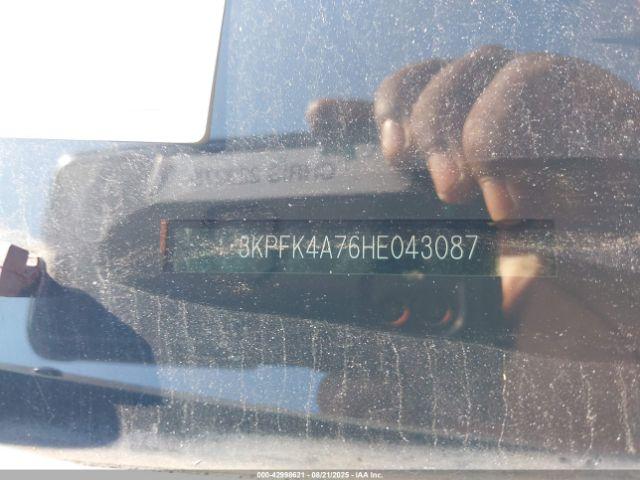 3KPFK4A76HE043087
000-42998621 - 08/21/2025 - IAA Inc.